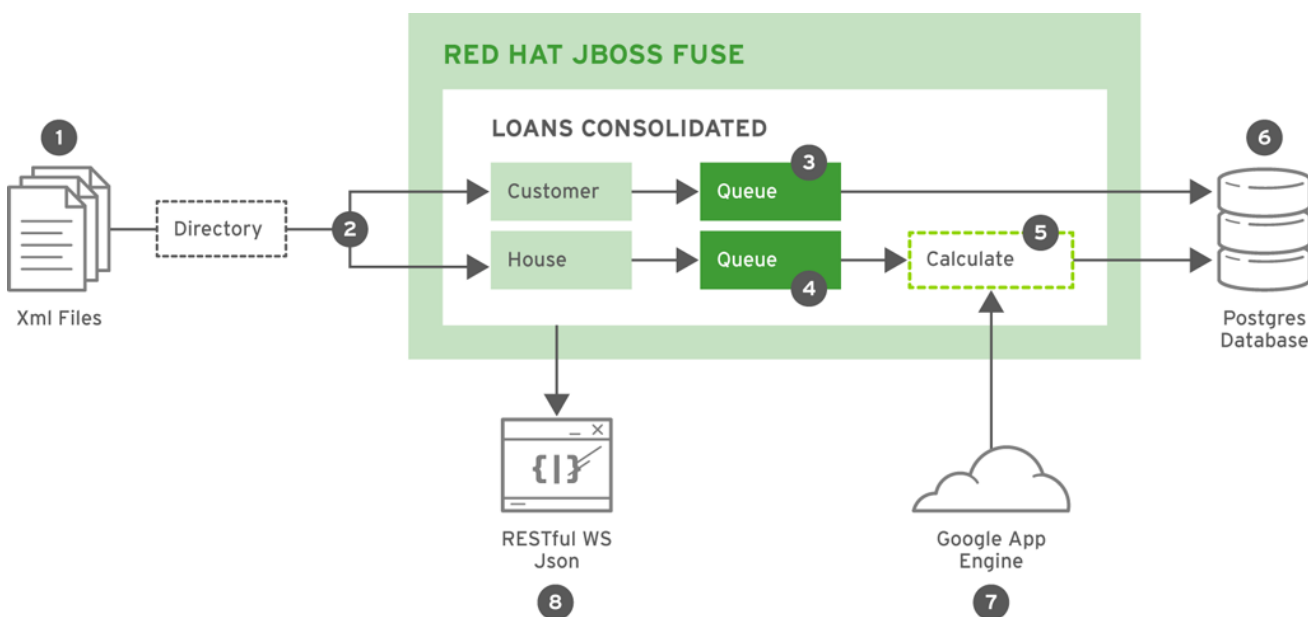 RED HAT JBOSS FUSE
LOANS CONSOLIDATED
1
Xml Files
Directory
2
Customer
Queue
3
House
Queue
4
Calculate
5
6
Postgres
Database
{|}
RESTful WS
Json
8
Google App
Engine
7